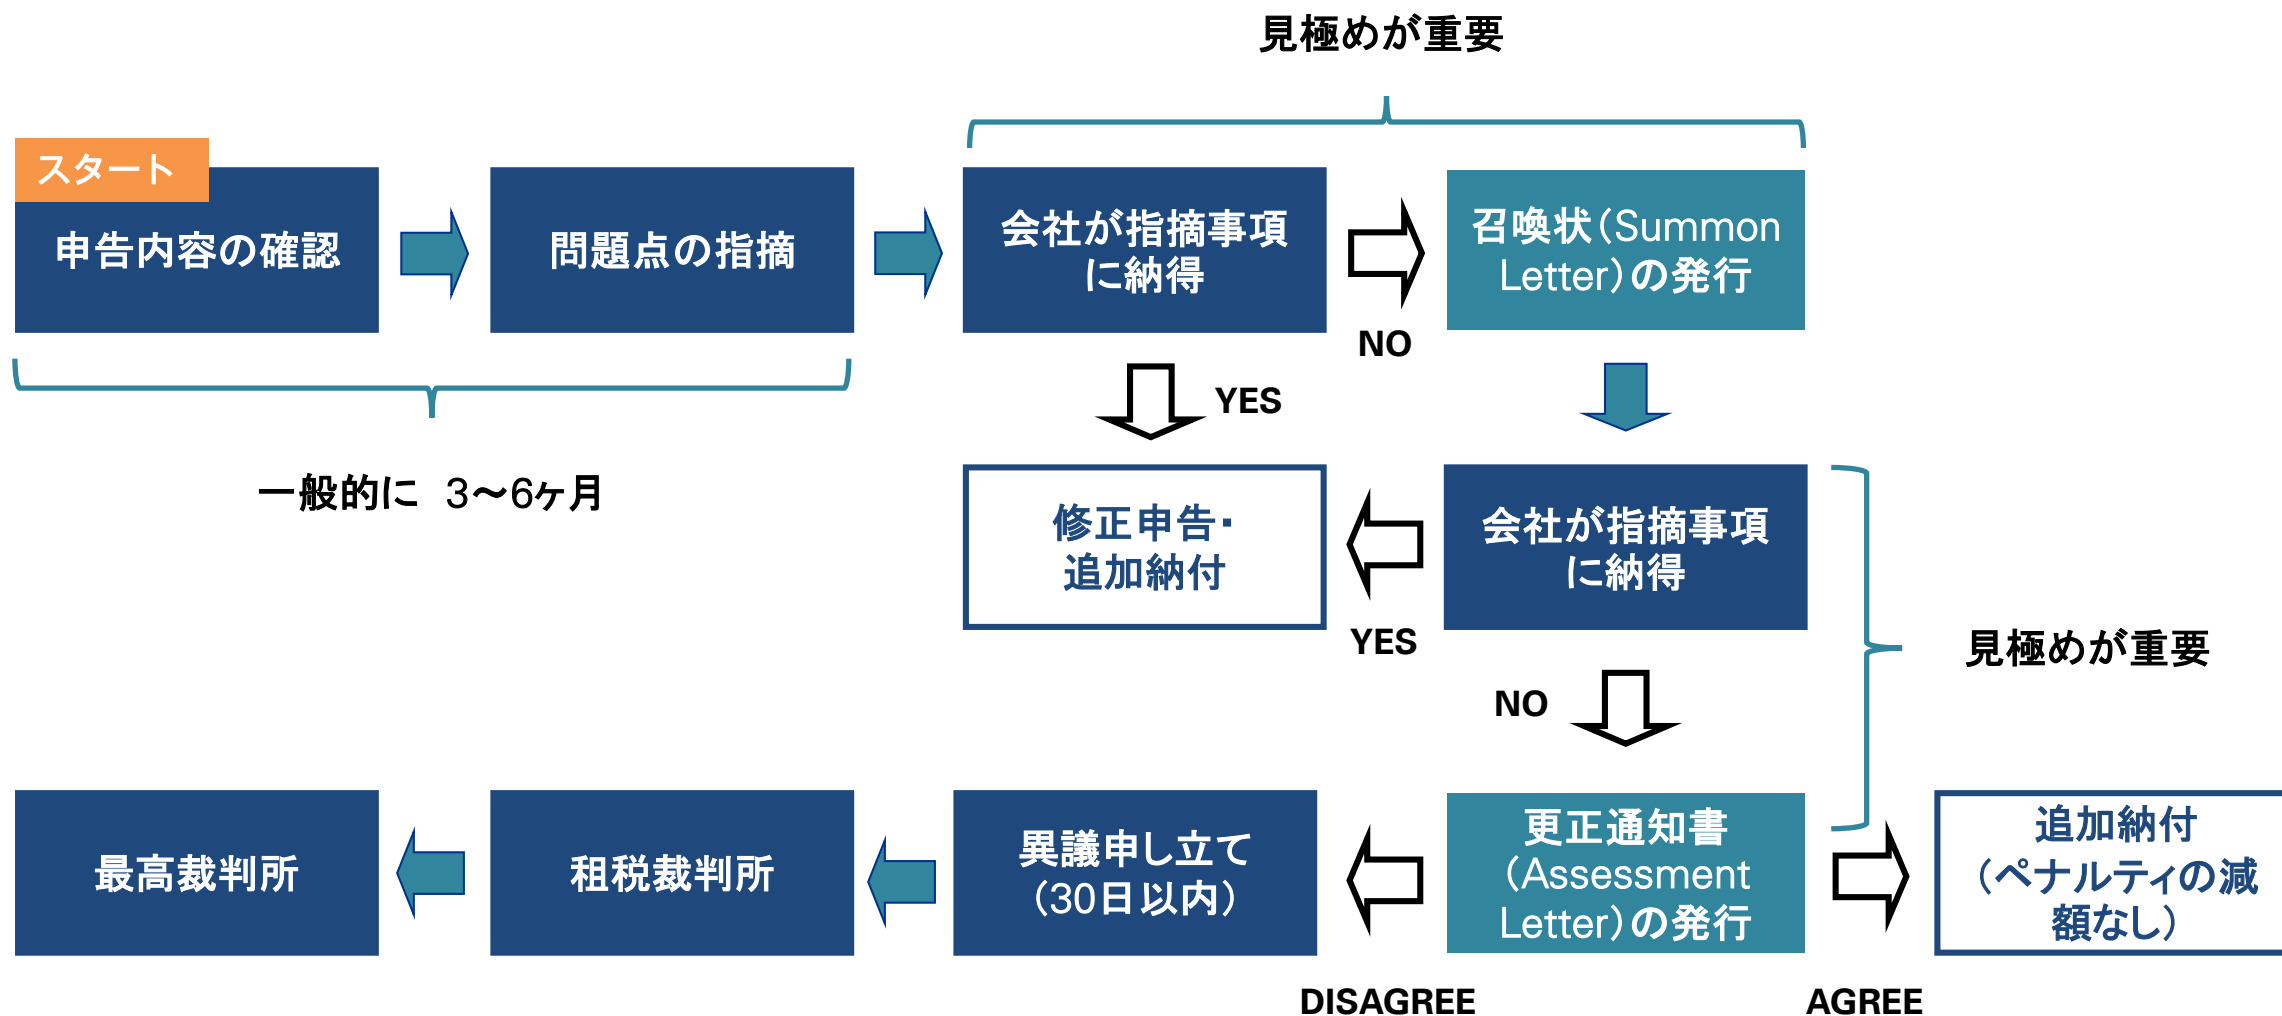 見極めが重要
スタート
申告内容の確認
問題点の指摘
会社が指摘事項
に納得
召喚状（Summon
Letter）の発行
NO
YES
一般的に 3～6ヶ月
修正申告・
追加納付
会社が指摘事項
に納得
YES
見極めが重要
NO
最高裁判所
租税裁判所
異議申し立て
（30日以内）
更正通知書
（Assessment
Letter）の発行
追加納付
（ペナルティの減
額なし）
DISAGREE
AGREE